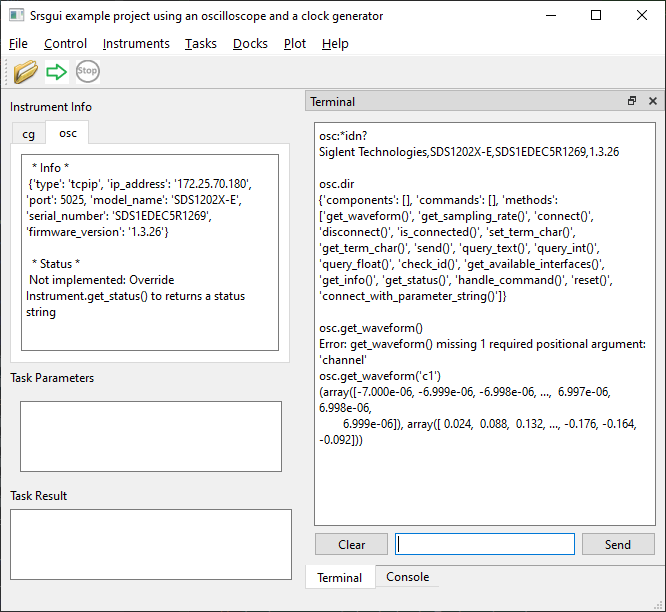 Srsgui example project using an oscilloscope and a clock generator
File Control Instruments Tasks Docks Plot Help
Stop
Instrument Info
cg osc
* Info *
{'type': 'tcpip', 'ip_address': '172.25.70.180',
'port': 5025, 'model_name': 'SDS1202X-E',
'serial_number': 'SDS1EDEC5R1269',
'firmware_version': '1.3.26'}
* Status *
Not implemented: Override
Instrument.get_status() to returns a status
string
Task Parameters
Task Result
Terminal
osc:*idn?
Siglent Technologies,SDS1202X-E,SDS1EDEC5R1269,1.3.26
osc.dir
{'components': [], 'commands': [], 'methods':
['get_waveform()', 'get_sampling_rate()', 'connect()',
'disconnect()', 'is_connected()', 'set_term_char()',
'get_term_char()', 'send()', 'query_text()', 'query_int()',
'query_float()', 'check_id()', 'get_available_interfaces()',
'get_info()', 'get_status()', 'handle_command()', 'reset()',
'connect_with_parameter_string()']}
osc.get_waveform()
Error: get_waveform() missing 1 required positional argument:
'channel'
osc.get_waveform('c1')
(array([-7.000e-06, -6.999e-06, -6.998e-06, ..., 6.997e-06,
6.998e-06,
6.999e-06]), array([ 0.024, 0.088, 0.132, ..., -0.176, -0.164,
-0.092]))
Clear Send
Terminal Console